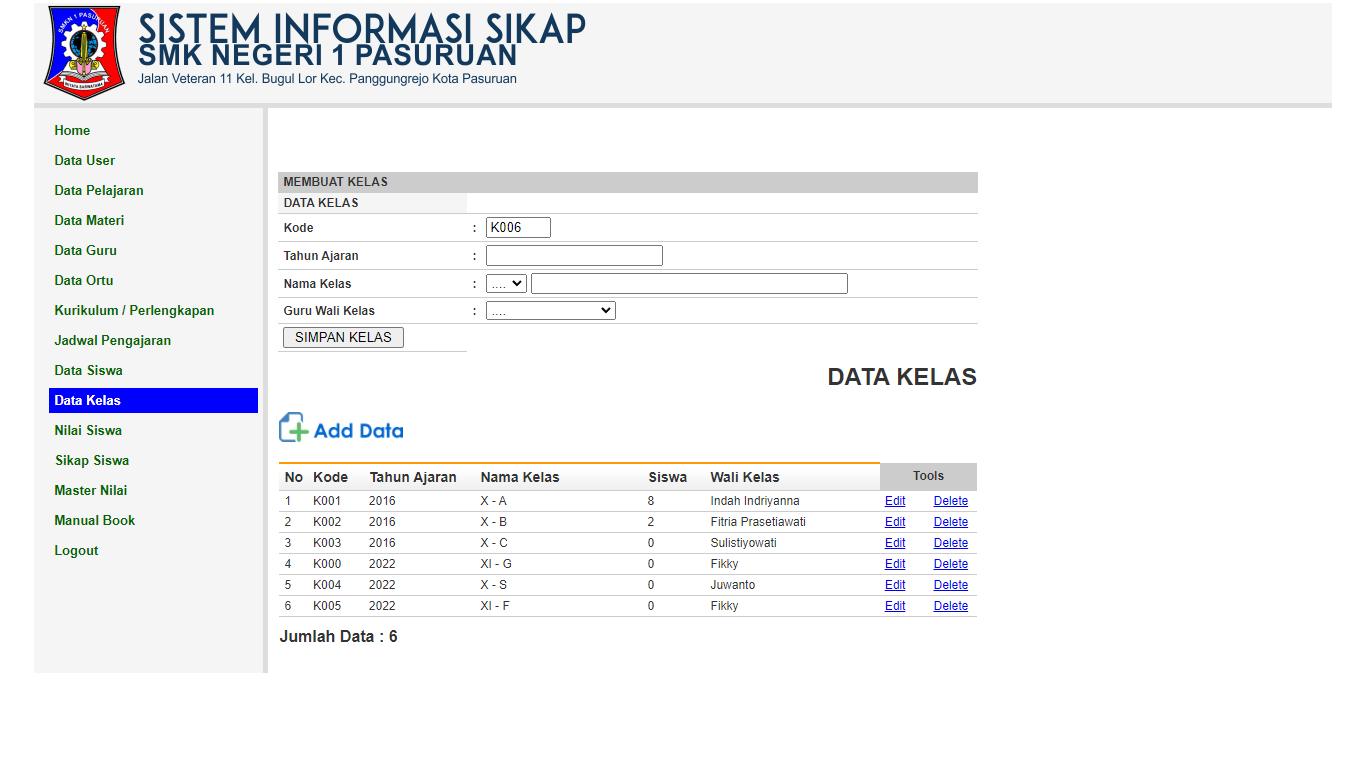 SMKN 1 PASURUAN
WIYATA SARWATAMA
SISTEM INFORMASI SIKAP
SMK NEGERI 1 PASURUAN
Jalan Veteran 11 Kel. Bugul Lor Kec. Panggungrejo Kota Pasuruan
Home
Data User
Data Pelajaran
Data Materi
Data Guru
Data Ortu
Kurikulum / Perlengkapan
Jadwal Pengajaran
Data Siswa
Data Kelas
Nilai Siswa
Sikap Siswa
Master Nilai
Manual Book
Logout
MEMBUAT KELAS
DATA KELAS
Kode : K006
Tahun Ajaran :
Nama Kelas : ....
Guru Wali Kelas : ....
SIMPAN KELAS
DATA KELAS
Add Data
No Kode Tahun Ajaran Nama Kelas Siswa Wali Kelas Tools
1 K001 2016 X - A 8 Indah Indriyanna Edit Delete
2 K002 2016 X - B 2 Fitria Prasetiawati Edit Delete
3 K003 2016 X - C 0 Sulistiyowati Edit Delete
4 K000 2022 XI - G 0 Fikky Edit Delete
5 K004 2022 X - S 0 Juwanto Edit Delete
6 K005 2022 XI - F 0 Fikky Edit Delete
Jumlah Data : 6